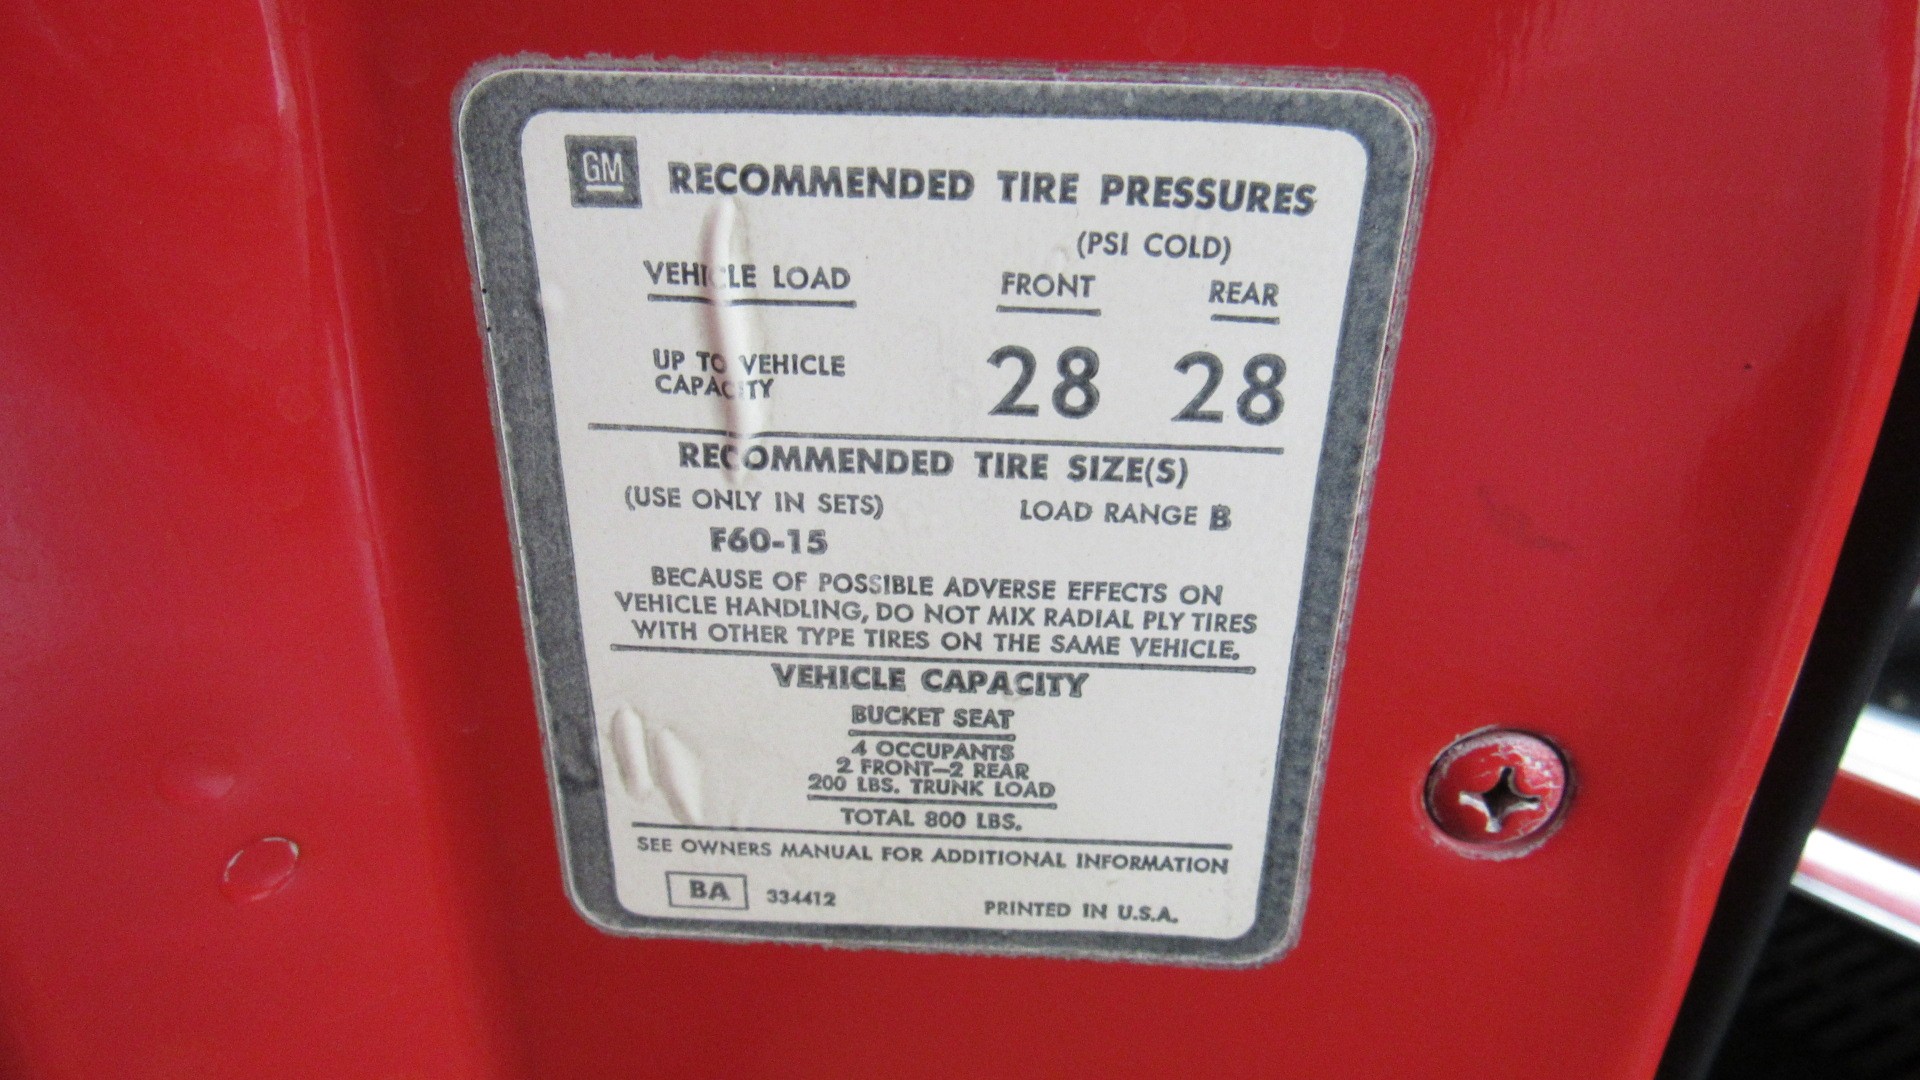 GM RECOMMENDED TIRE PRESSURES
(PSI COLD)
VEHICLE LOAD FRONT REAR
UP TO VEHICLE
CAPACITY 28 28
RECOMMENDED TIRE SIZE(S)
(USE ONLY IN SETS) LOAD RANGE B
F60-15
BECAUSE OF POSSIBLE ADVERSE EFFECTS ON
VEHICLE HANDLING, DO NOT MIX RADIAL PLY TIRES
WITH OTHER TYPE TIRES ON THE SAME VEHICLE.
VEHICLE CAPACITY
BUCKET SEAT
4 OCCUPANTS
2 FRONT—2 REAR
200 LBS. TRUNK LOAD
TOTAL 800 LBS.
SEE OWNERS MANUAL FOR ADDITIONAL INFORMATION
BA 334412 PRINTED IN U.S.A.